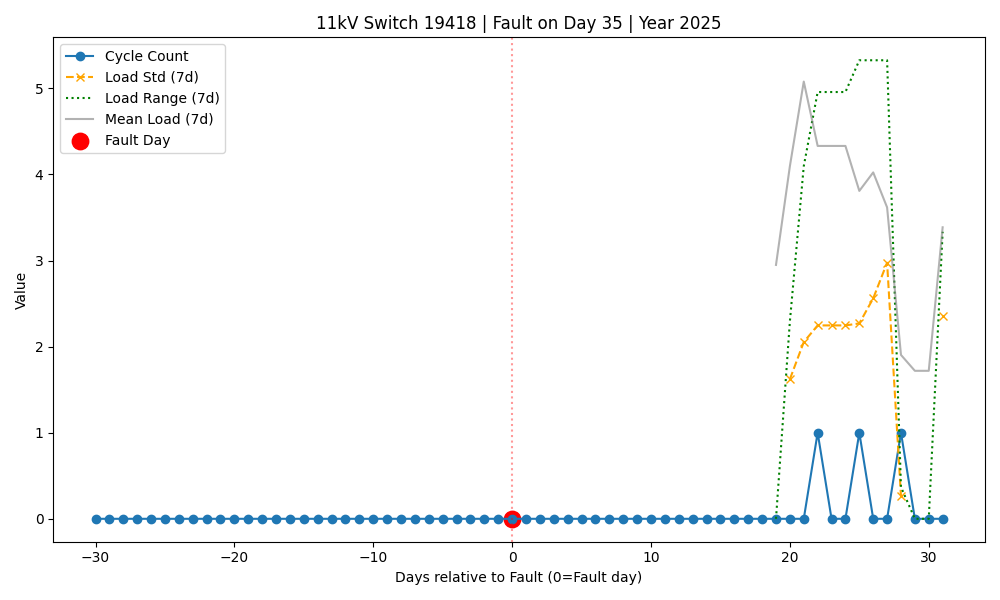 11kV Switch 19418 | Fault on Day 35 | Year 2025
Cycle Count
Load Std (7d)
Load Range (7d)
Mean Load (7d)
Fault Day
Value
5
4
3
2
1
0
−30
−20
−10
0
10
20
30
Days relative to Fault (0=Fault day)